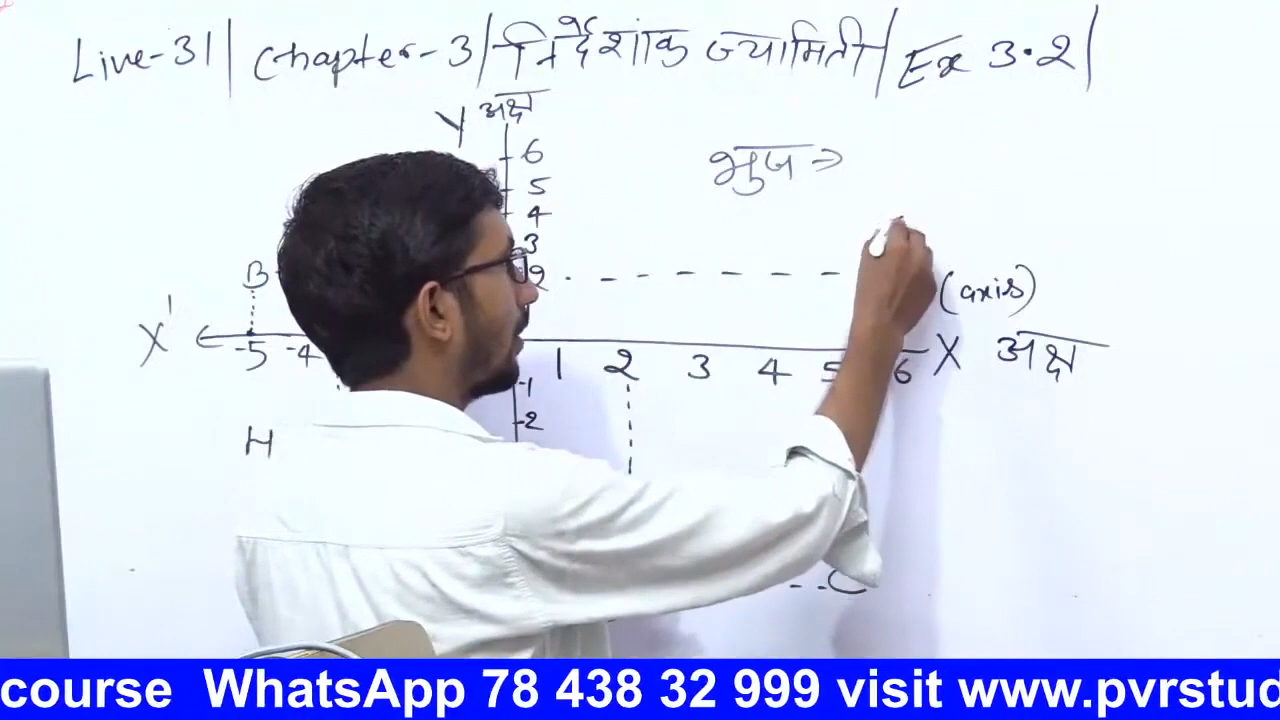 Live-31| Chapter-3| निर्देशांक ज्यामिती| Ex 3.2|
Y अक्ष
6
5
4
3
2
भुज ⇒
B
(axis)
X' -5 -4 1 2 3 4 5 6 X अक्ष
-1
-2
H
C
course WhatsApp 78 438 32 999 visit www.pvrstud